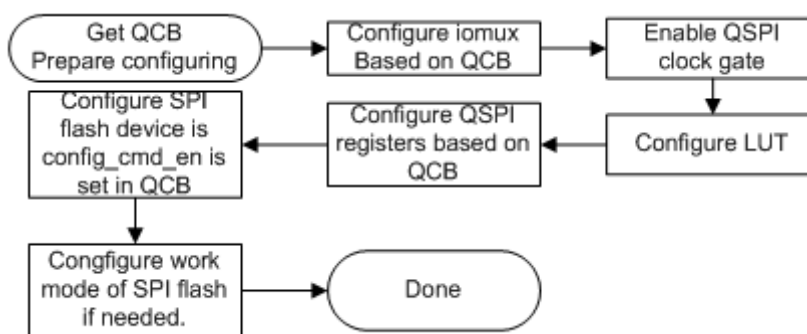 Get QCB
Prepare configuring
Configure iomux
Based on QCB
Enable QSPI
clock gate
Configure LUT
Configure QSPI
registers based on
QCB
Configure SPI
flash device is
config_cmd_en is
set in QCB
Congfigure work
mode of SPI flash
if needed.
Done